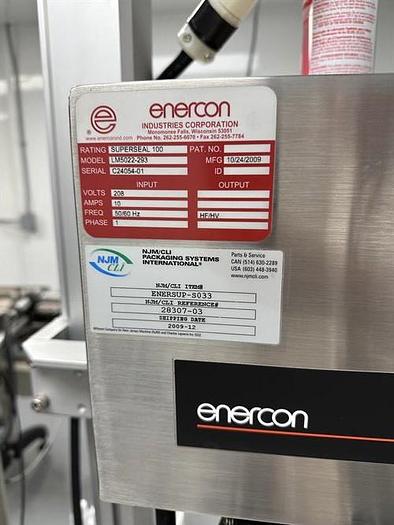 e ® enercon
INDUSTRIES CORPORATION
Menomonee Falls, Wisconsin 53051
www.enerconind.com Phone No. 262-255-6070 • Fax 262-255-7784
RATING SUPERSEAL 100 PAT. NO.
MODEL LM5022-293 MFG 10/24/2009
SERIAL C24054-01 ID
INPUT OUTPUT
VOLTS 208
AMPS 10
FREQ 50/60 Hz HF/HV
PHASE 1
NJM CLI
NJM/CLI
PACKAGING SYSTEMS
INTERNATIONAL®
Parts & Service
CAN (514) 630-2289
USA (603) 448-3940
www.njmcli.com
NJM/CLI ITEM#
ENERSUP-S033
NJM/CLI REFERENCE#
28307-03
SHIPPING DATE
2009-12
enercon